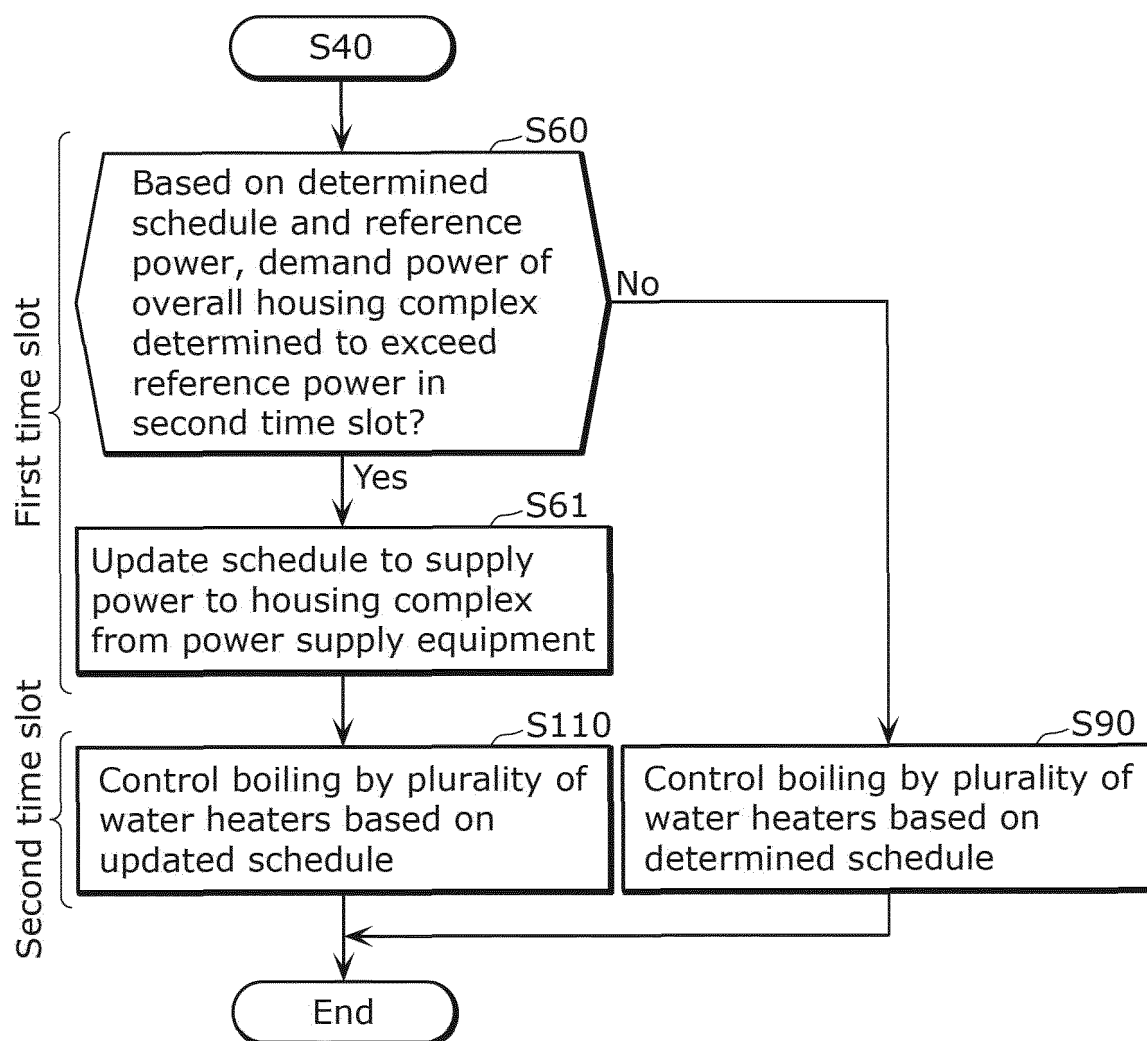 S40
S60
Based on determined
schedule and reference
power, demand power of
overall housing complex
determined to exceed
reference power in
second time slot?
No
Yes
First time slot
S61
Update schedule to supply
power to housing complex
from power supply equipment
Second time slot
S110
Control boiling by plurality of
water heaters based on
updated schedule
S90
Control boiling by plurality of
water heaters based on
determined schedule
End